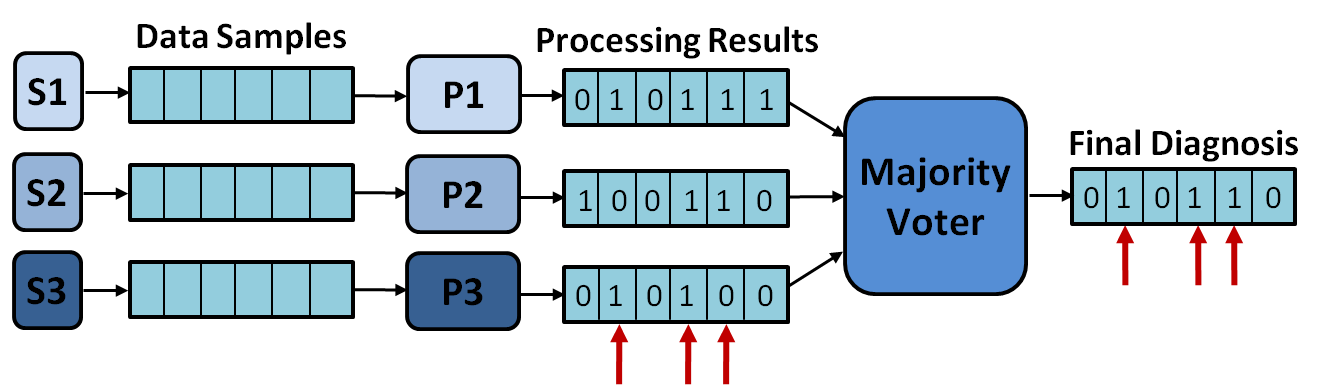 Data Samples
Processing Results
S1
P1
0 1 0 1 1 1
S2
P2
1 0 0 1 1 0
Majority
Voter
Final Diagnosis
0 1 0 1 1 0
S3
P3
0 1 0 1 0 0